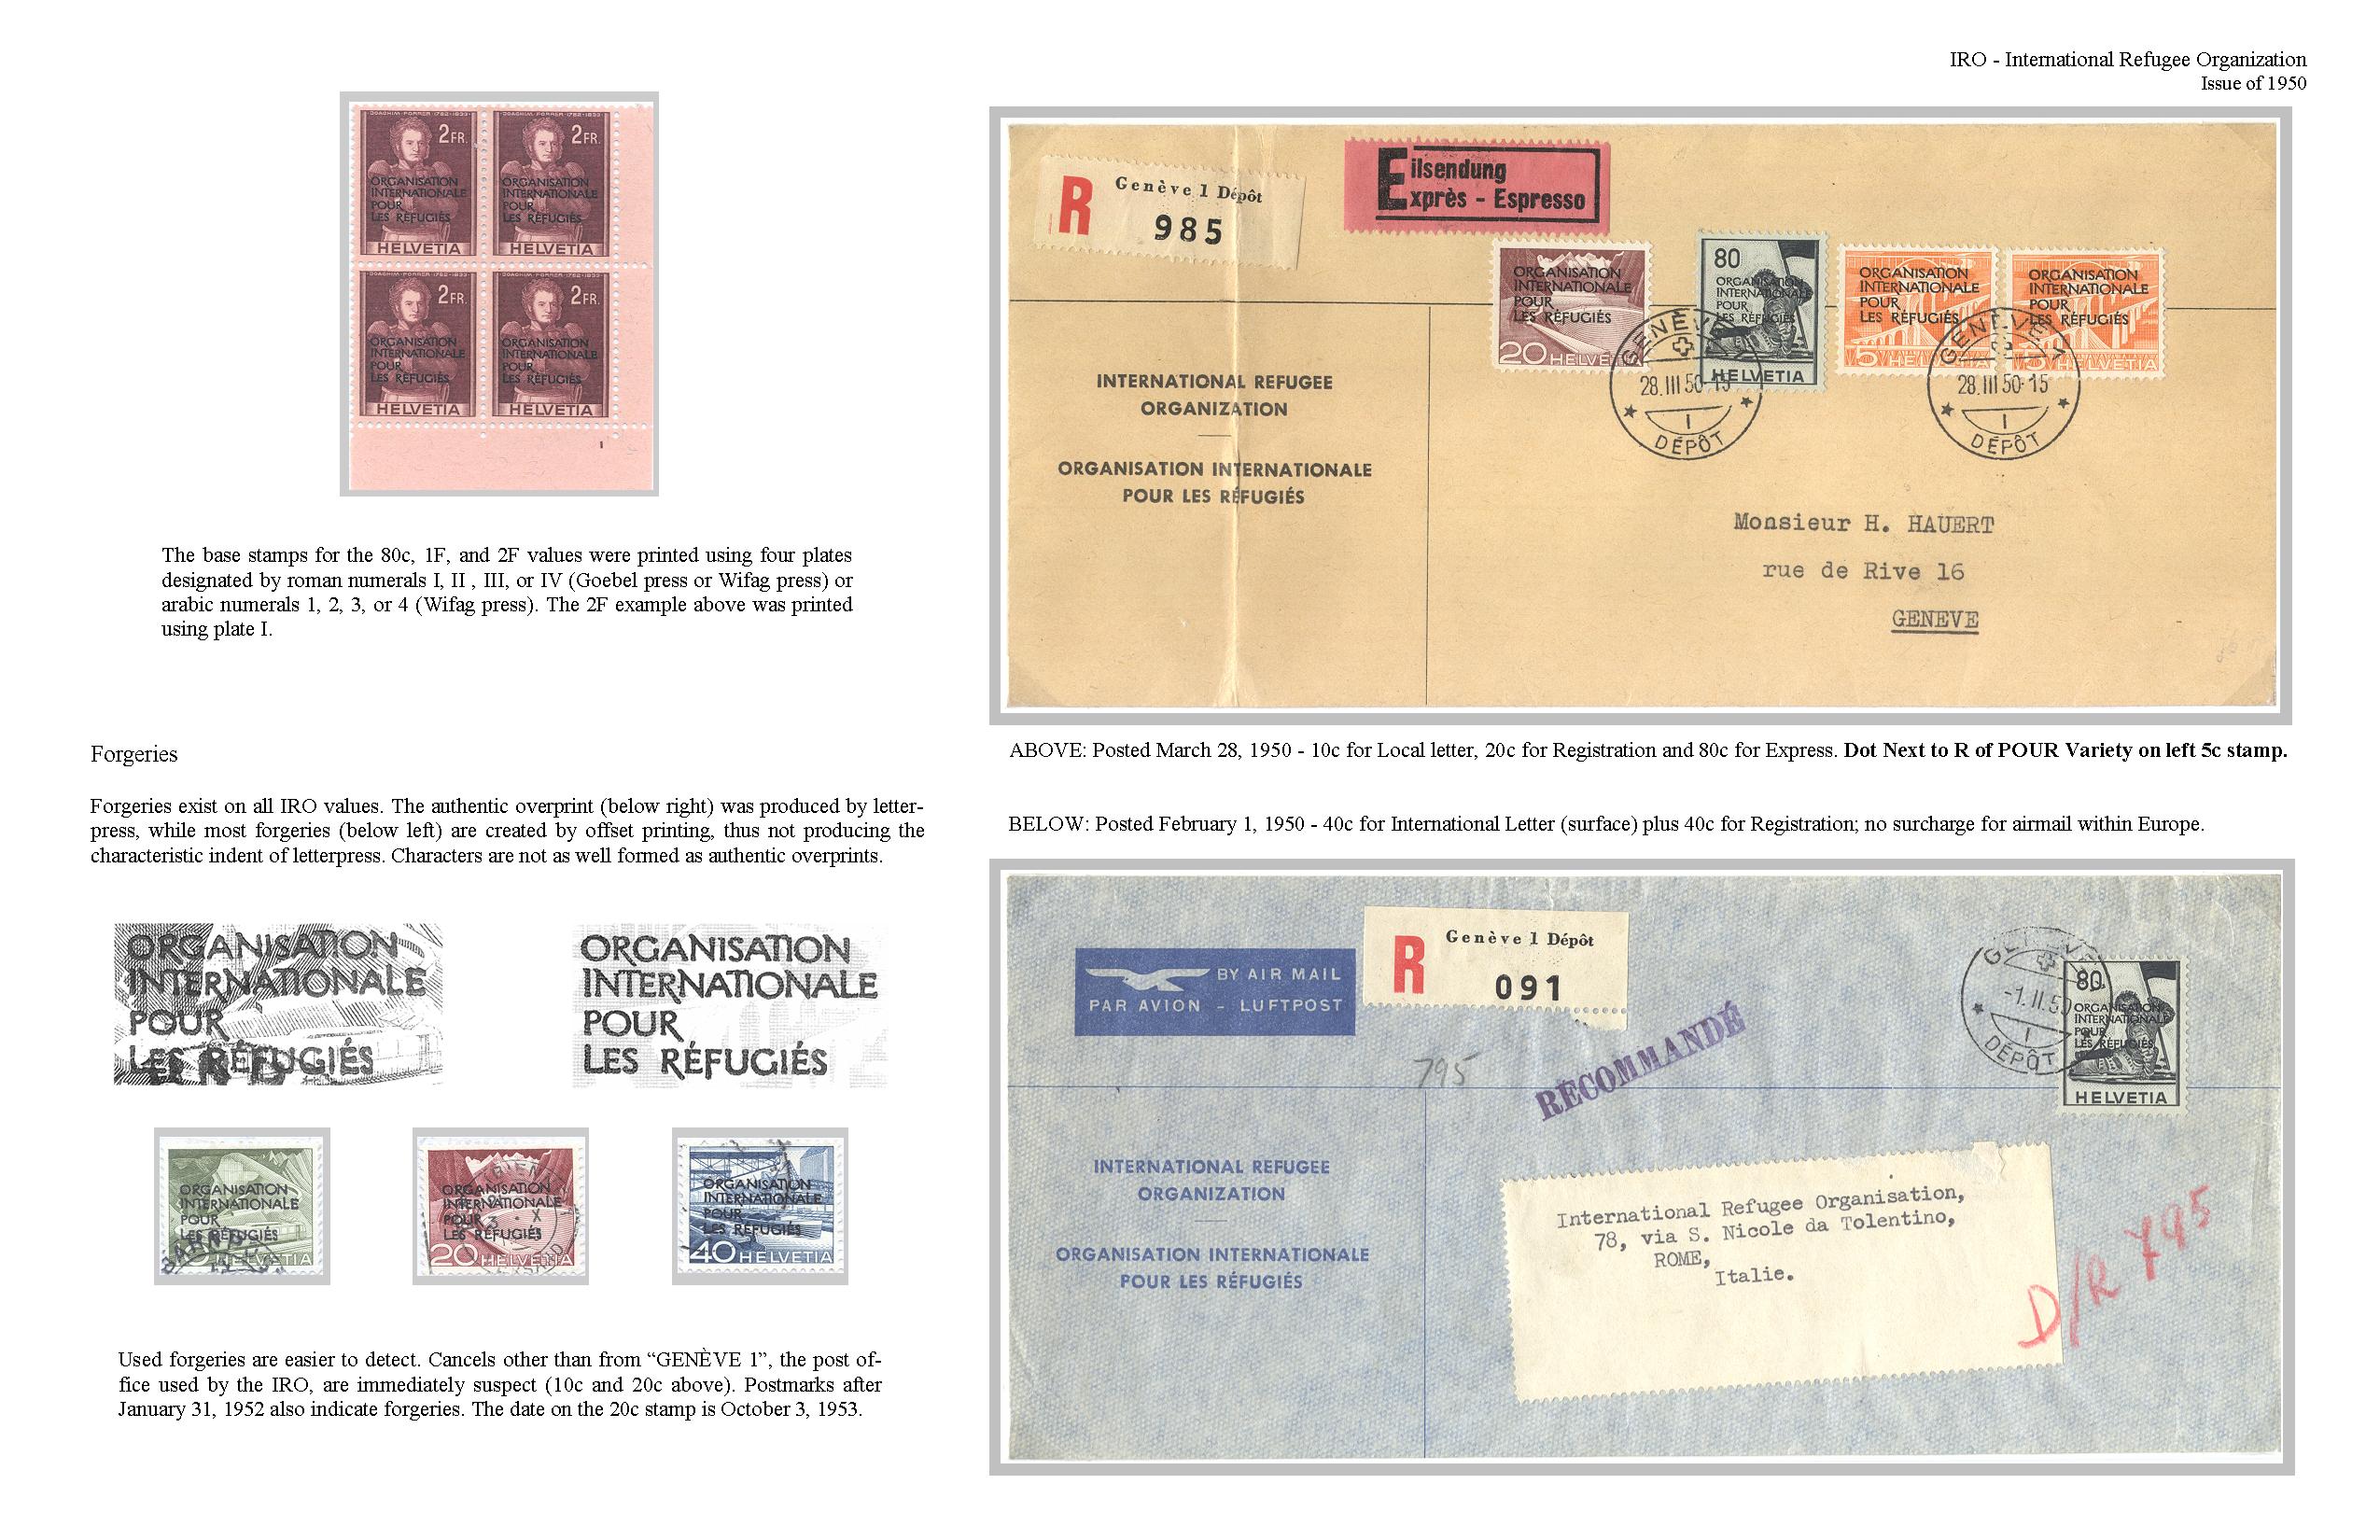 IRO - International Refugee Organization
Issue of 1950
JOACHIM FORRER · 1782-1833
2FR.
ORGANISATION
INTERNATIONALE
POUR
LES RÉFUGIÉS
HELVETIA
JOACHIM FORRER · 1782-1833
2FR.
ORGANISATION
INTERNATIONALE
POUR
LES RÉFUGIÉS
HELVETIA
JOACHIM FORRER · 1782-1833
2FR.
ORGANISATION
INTERNATIONALE
POUR
LES RÉFUGIÉS
HELVETIA
JOACHIM FORRER · 1782-1833
2FR.
ORGANISATION
INTERNATIONALE
POUR
LES RÉFUGIÉS
HELVETIA
I
The base stamps for the 80c, 1F, and 2F values were printed using four plates
designated by roman numerals I, II , III, or IV (Goebel press or Wifag press) or
arabic numerals 1, 2, 3, or 4 (Wifag press). The 2F example above was printed
using plate I.
Forgeries
Forgeries exist on all IRO values. The authentic overprint (below right) was produced by letter-
press, while most forgeries (below left) are created by offset printing, thus not producing the
characteristic indent of letterpress. Characters are not as well formed as authentic overprints.
ORGANISATION
INTERNATIONALE
POUR
LES RÉFUGIÉS
ORGANISATION
INTERNATIONALE
POUR
LES RÉFUGIÉS
ORGANISATION
INTERNATIONALE
POUR
LES RÉFUGIÉS
HELVETIA
ORGANISATION
INTERNATIONALE
POUR
LES RÉFUGIÉS
20 HELVETIA
ORGANISATION
INTERNATIONALE
POUR
LES RÉFUGIÉS
40 HELVETIA
Used forgeries are easier to detect. Cancels other than from “GENÈVE 1”, the post of-
fice used by the IRO, are immediately suspect (10c and 20c above). Postmarks after
January 31, 1952 also indicate forgeries. The date on the 20c stamp is October 3, 1953.
R
Genève 1 Dépôt
985
Eilsendung
Exprès - Espresso
ORGANISATION
INTERNATIONALE
POUR
LES RÉFUGIÉS
20 HELVETIA
80
ORGANISATION
INTERNATIONALE
POUR
LES RÉFUGIÉS
HELVETIA
ORGANISATION
INTERNATIONALE
POUR
LES RÉFUGIÉS
5 HELVETIA
ORGANISATION
INTERNATIONALE
POUR
LES RÉFUGIÉS
5 HELVETIA
GENÈVE
28.III 50-15
1
DÉPÔT
GENÈVE
28.III 50-15
1
DÉPÔT
INTERNATIONAL REFUGEE
ORGANIZATION
ORGANISATION INTERNATIONALE
POUR LES RÉFUGIÉS
Monsieur H. HAUERT
rue de Rive 16
GENEVE
ABOVE: Posted March 28, 1950 - 10c for Local letter, 20c for Registration and 80c for Express. Dot Next to R of POUR Variety on left 5c stamp.
BELOW: Posted February 1, 1950 - 40c for International Letter (surface) plus 40c for Registration; no surcharge for airmail within Europe.
BY AIR MAIL
PAR AVION - LUFTPOST
R
Genève 1 Dépôt
091
795
RECOMMANDÉ
GENÈVE
-1.II.50
1
DÉPÔT
80
ORGANISATION
INTERNATIONALE
POUR
LES RÉFUGIÉS
HELVETIA
INTERNATIONAL REFUGEE
ORGANIZATION
ORGANISATION INTERNATIONALE
POUR LES RÉFUGIÉS
International Refugee Organisation,
78, via S. Nicole da Tolentino,
ROME,
Italie.
D/R 795